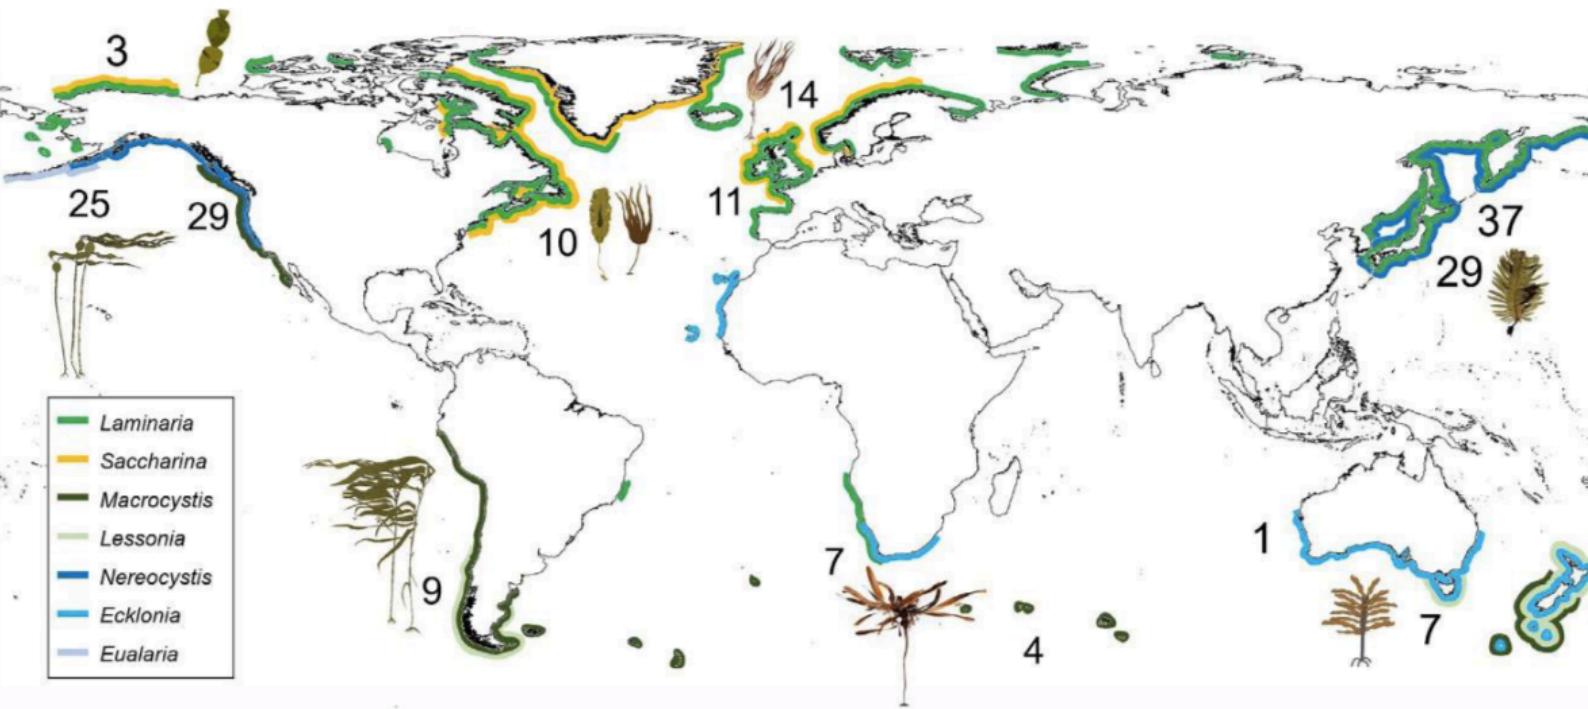 3
14
25
29
10
11
37
29
Laminaria
Saccharina
Macrocystis
Lessonia
Nereocystis
Ecklonia
Eualaria
9
7
4
1
7